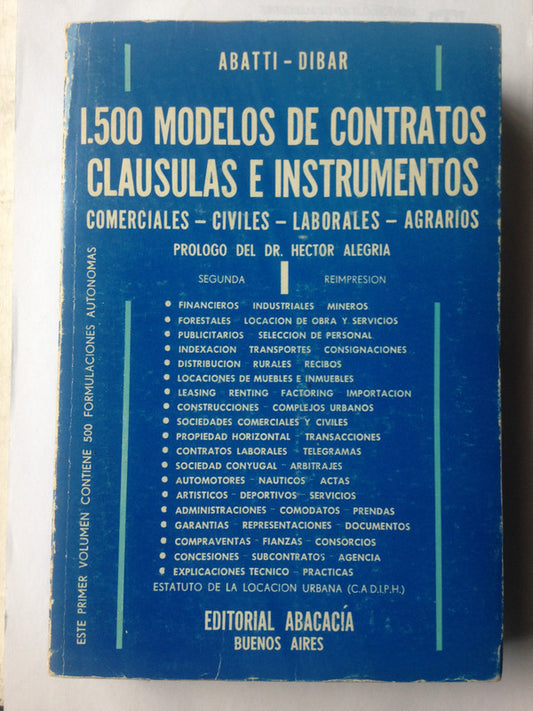 ABATTI - DIBAR
1.500 MODELOS DE CONTRATOS
CLAUSULAS E INSTRUMENTOS
COMERCIALES - CIVILES - LABORALES - AGRARIOS
PROLOGO DEL DR. HECTOR ALEGRIA
SEGUNDA I REIMPRESION
• FINANCIEROS - INDUSTRIALES - MINEROS
• FORESTALES - LOCACION DE OBRA Y SERVICIOS
• PUBLICITARIOS - SELECCION DE PERSONAL
• INDEXACION - TRANSPORTES - CONSIGNACIONES
• DISTRIBUCION - RURALES - RECIBOS
• LOCACIONES DE MUEBLES E INMUEBLES
• LEASING - RENTING - FACTORING - IMPORTACION
• CONSTRUCCIONES - COMPLEJOS URBANOS
• SOCIEDADES COMERCIALES Y CIVILES
• PROPIEDAD HORIZONTAL - TRANSACCIONES
• CONTRATOS LABORALES - TELEGRAMAS
• SOCIEDAD CONYUGAL - ARBITRAJES
• AUTOMOTORES - NAUTICOS - ACTAS
• ARTISTICOS - DEPORTIVOS - SERVICIOS
• ADMINISTRACIONES - COMODATOS - PRENDAS
• GARANTIAS - REPRESENTACIONES - DOCUMENTOS
• COMPRAVENTAS - FIANZAS - CONSORCIOS
• CONCESIONES - SUBCONTRATOS - AGENCIA
• EXPLICACIONES TECNICO - PRACTICAS
ESTATUTO DE LA LOCACION URBANA (C.A.D.I.P.H.)
EDITORIAL ABACACÍA
BUENOS AIRES
ESTE PRIMER VOLUMEN CONTIENE 500 FORMULACIONES AUTONOMAS